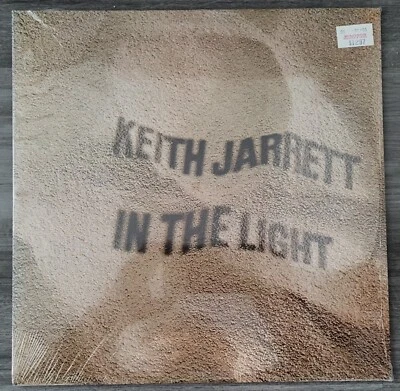 KEITH JARRETT
IN THE LIGHT